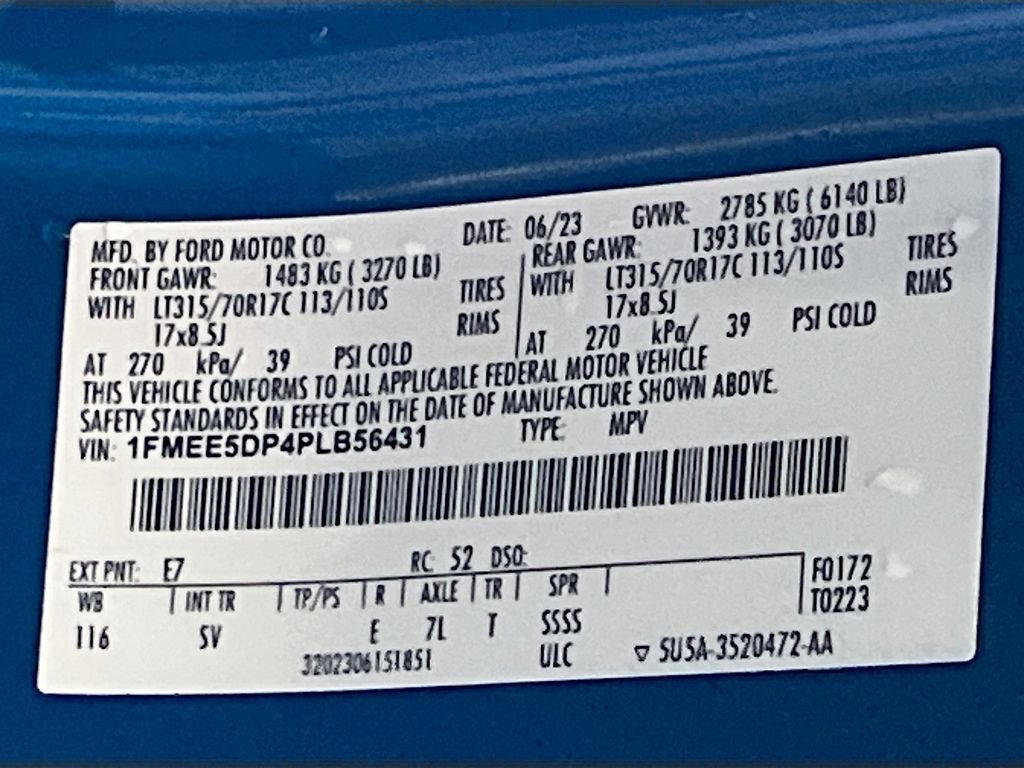 MFD. BY FORD MOTOR CO. DATE: 06/23 GVWR: 2785 KG ( 6140 LB)
FRONT GAWR: 1483 KG ( 3270 LB) REAR GAWR: 1393 KG ( 3070 LB)
WITH LT315/70R17C 113/110S TIRES WITH LT315/70R17C 113/110S TIRES
17x8.5J RIMS 17x8.5J RIMS
AT 270 kPa/ 39 PSI COLD AT 270 kPa/ 39 PSI COLD
THIS VEHICLE CONFORMS TO ALL APPLICABLE FEDERAL MOTOR VEHICLE
SAFETY STANDARDS IN EFFECT ON THE DATE OF MANUFACTURE SHOWN ABOVE.
VIN: 1FMEE5DP4PLB56431 TYPE: MPV
EXT PNT: E7 RC: 52 DSO: F0172
WB INT TR TP/PS R AXLE TR SPR T0223
116 SV E 7L T SSSS
3202306151851 ULC ▽ SU5A-3520472-AA